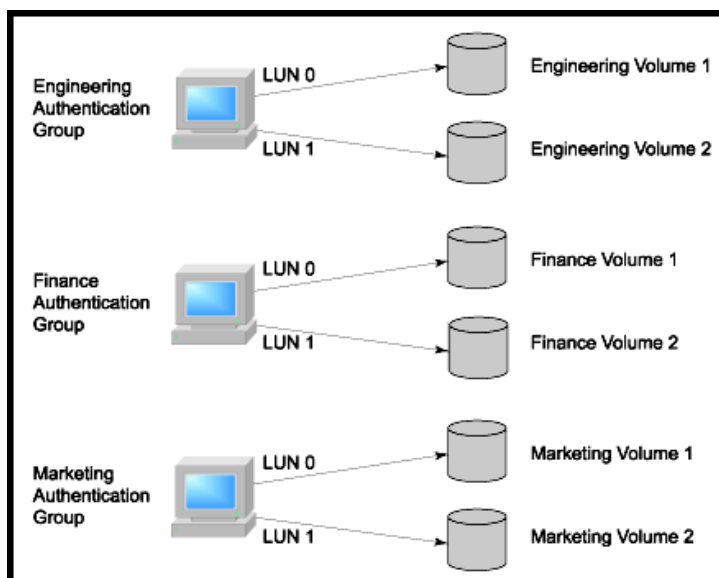 Engineering
Authentication
Group
LUN 0
LUN 1
Engineering Volume 1
Engineering Volume 2
Finance
Authentication
Group
LUN 0
LUN 1
Finance Volume 1
Finance Volume 2
Marketing
Authentication
Group
LUN 0
LUN 1
Marketing Volume 1
Marketing Volume 2